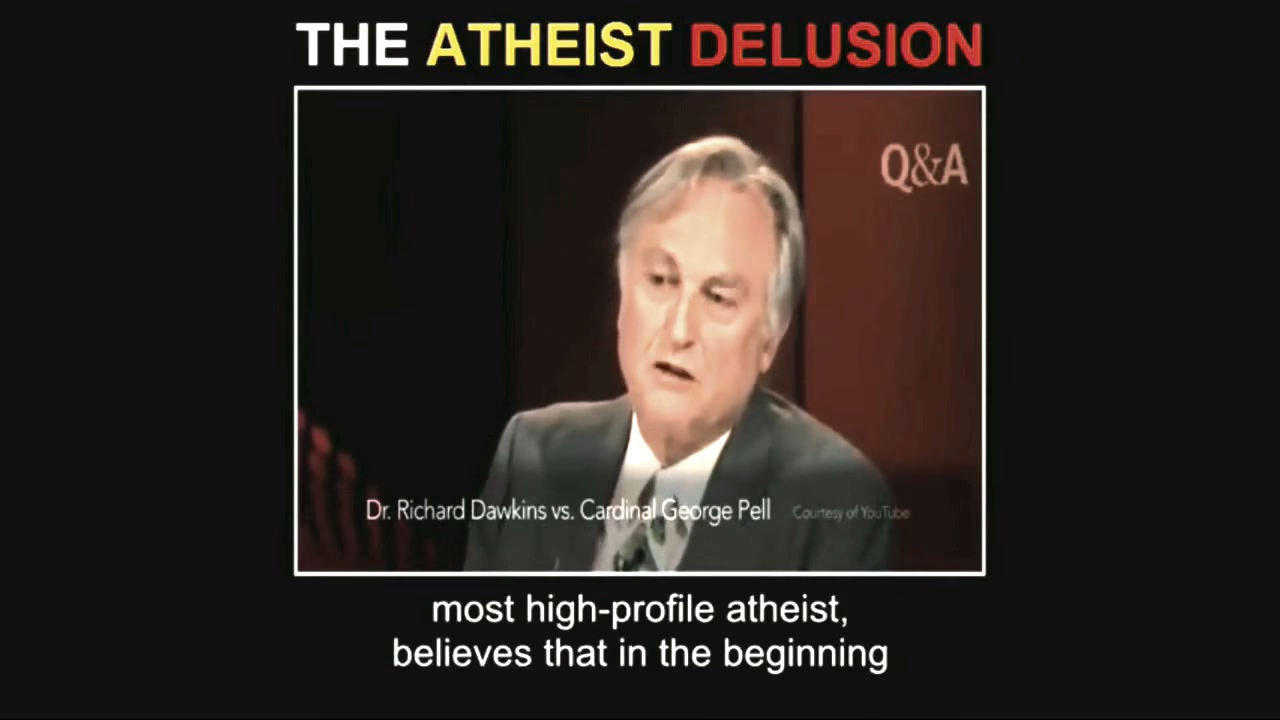 THE ATHEIST DELUSION
Q&A
Dr. Richard Dawkins vs. Cardinal George Pell Courtesy of YouTube
most high-profile atheist,
believes that in the beginning